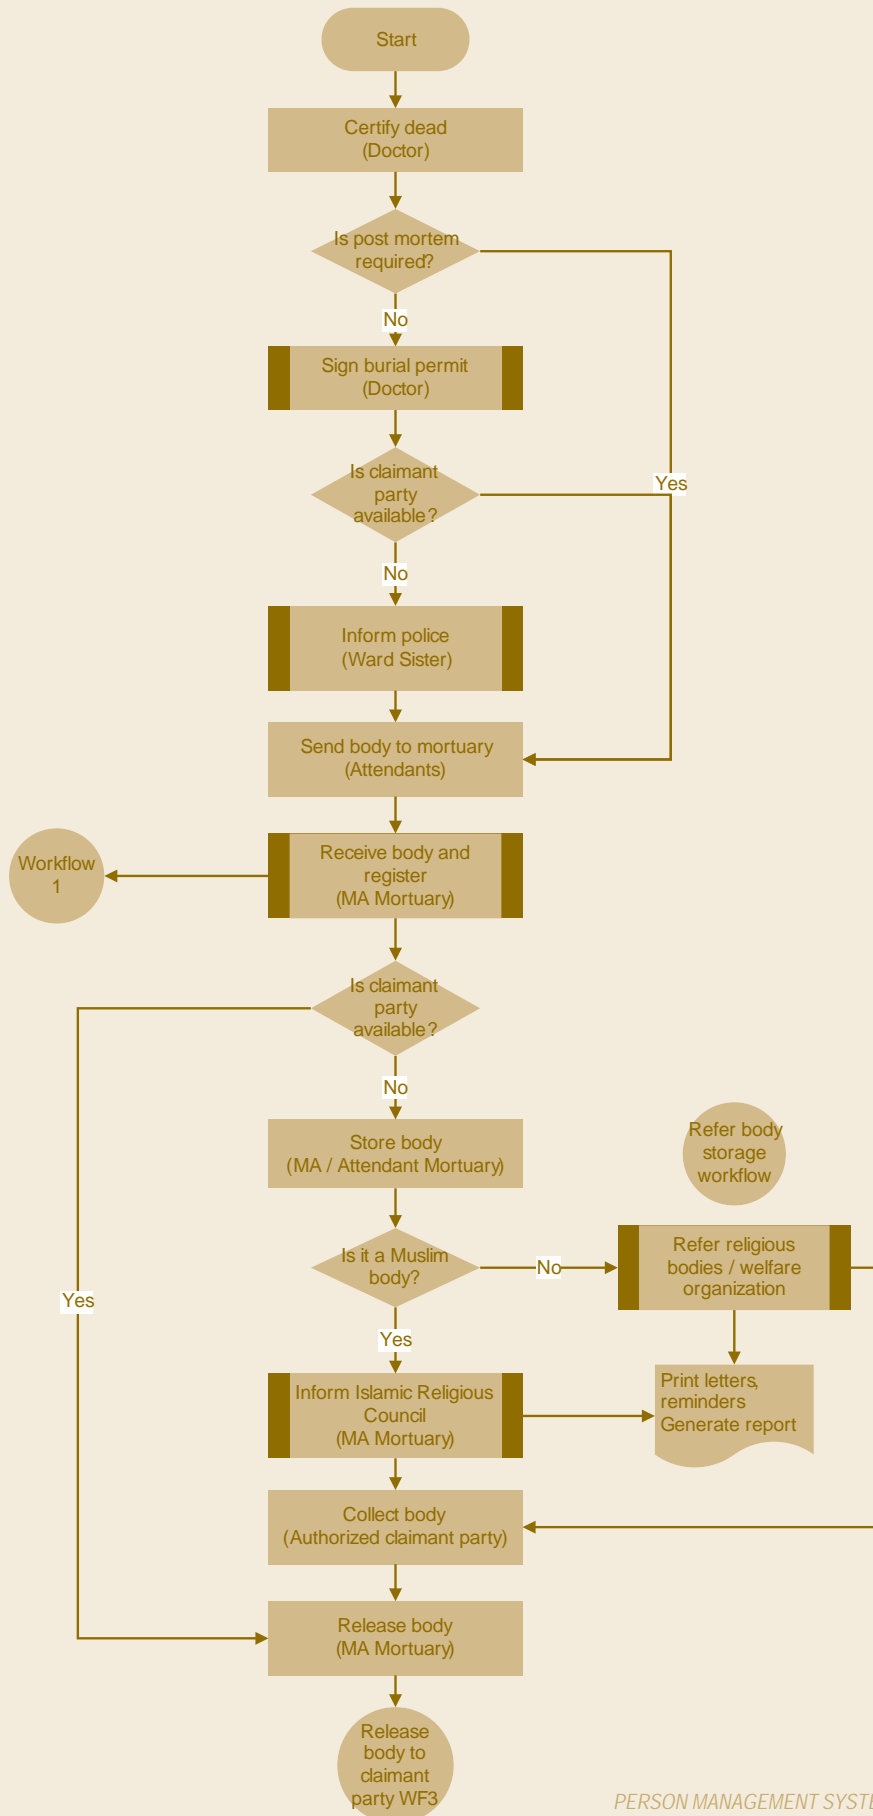 Start
Certify dead
(Doctor)
Is post mortem
required?
No
Sign burial permit
(Doctor)
Is claimant
party
available?
Yes
No
Inform police
(Ward Sister)
Send body to mortuary
(Attendants)
Receive body and
register
(MA Mortuary)
Workflow
1
Is claimant
party
available?
No
Store body
(MA / Attendant Mortuary)
Refer body
storage
workflow
Is it a Muslim
body?
No
Refer religious
bodies / welfare
organization
Yes
Yes
Inform Islamic Religious
Council
(MA Mortuary)
Print letters,
reminders
Generate report
Collect body
(Authorized claimant party)
Release body
(MA Mortuary)
Release
body to
claimant
party WF3
PERSON MANAGEMENT SYSTE